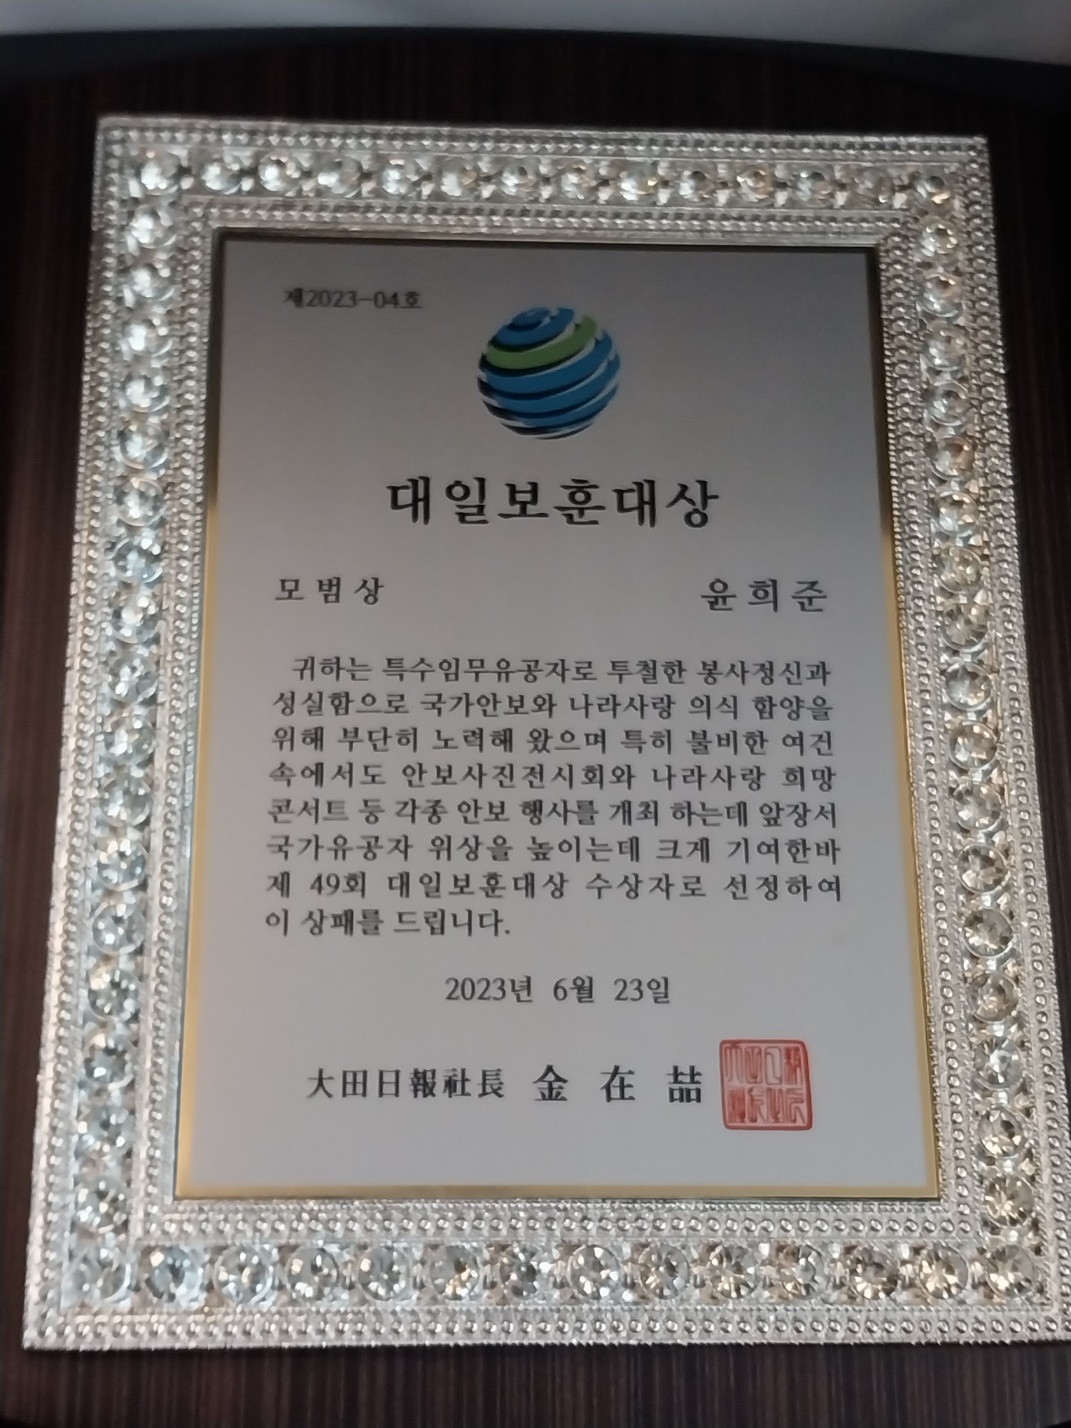 제2023-04호
대일보훈대상
모범상 윤희준
귀하는 특수임무유공자로 투철한 봉사정신과
성실함으로 국가안보와 나라사랑 의식 함양을
위해 부단히 노력해 왔으며 특히 불비한 여건
속에서도 안보사진전시회와 나라사랑 희망
콘서트 등 각종 안보 행사를 개최 하는데 앞장서
국가유공자 위상을 높이는데 크게 기여한바
제 49회 대일보훈대상 수상자로 선정하여
이 상패를 드립니다.
2023년 6월 23일
大田日報社長 金在喆